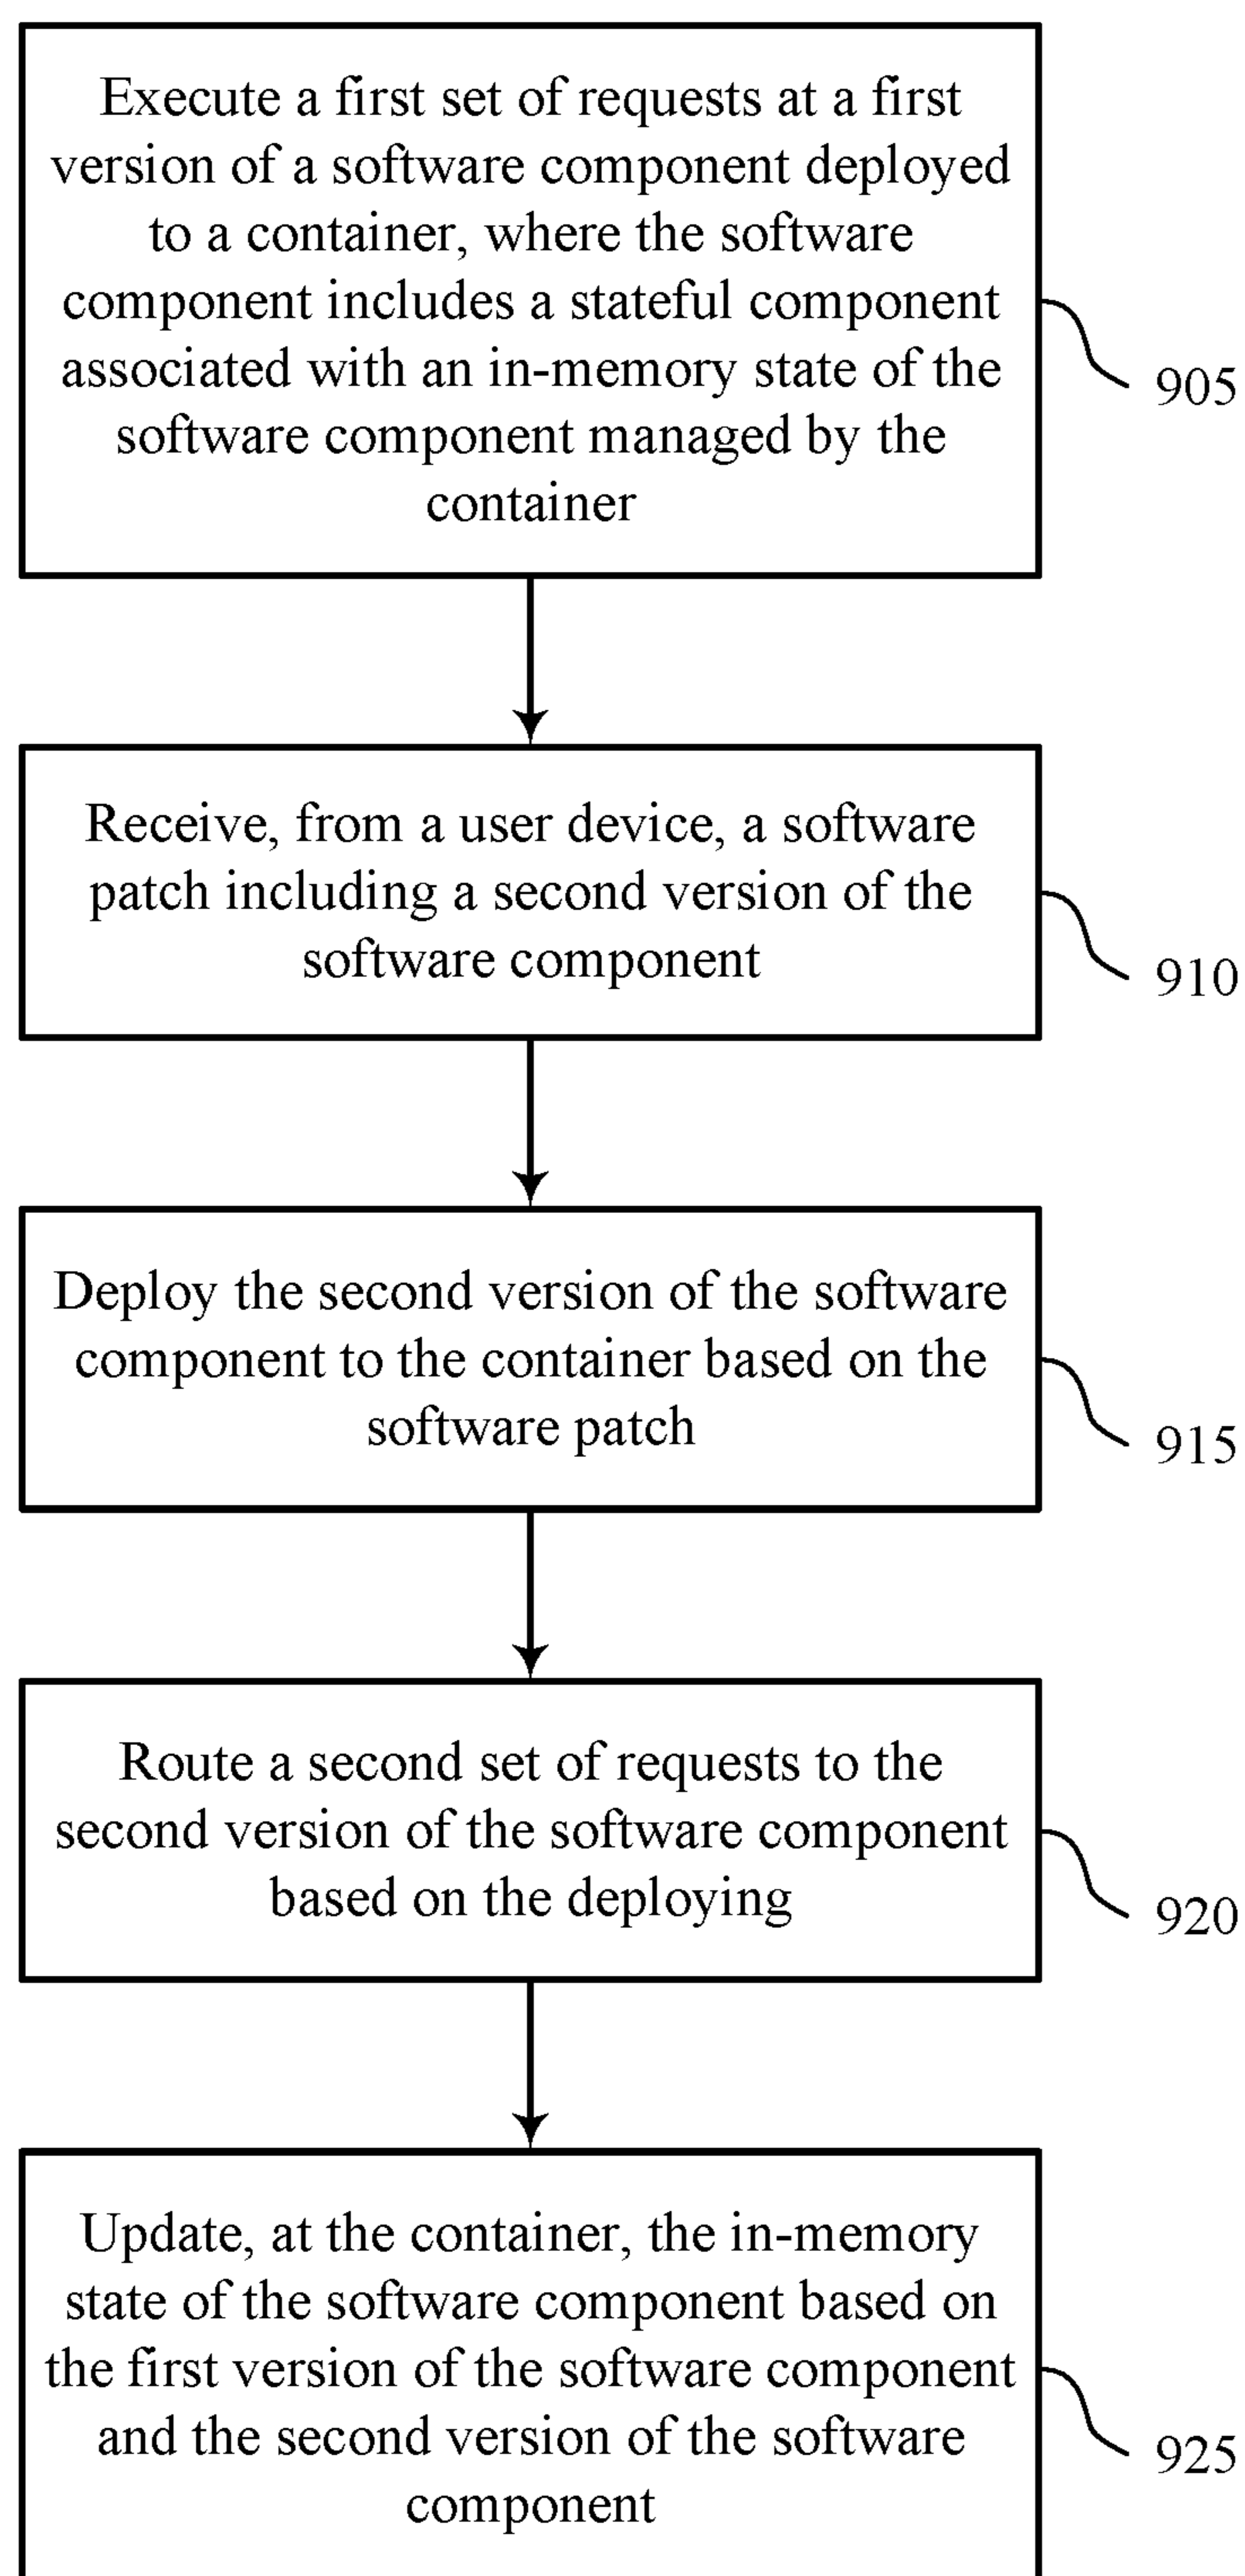 Execute a first set of requests at a first
version of a software component deployed
to a container, where the software
component includes a stateful component
associated with an in-memory state of the
software component managed by the
container
905
Receive, from a user device, a software
patch including a second version of the
software component
910
Deploy the second version of the software
component to the container based on the
software patch
915
Route a second set of requests to the
second version of the software component
based on the deploying
920
Update, at the container, the in-memory
state of the software component based on
the first version of the software component
and the second version of the software
component
925